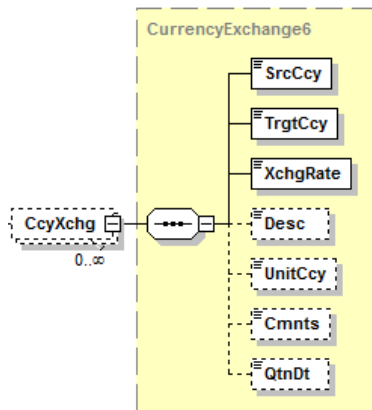 CurrencyExchange6
SrcCcy
TrgtCcy
XchgRate
CcyXchg
0..∞
Desc
UnitCcy
Cmnts
QtnDt